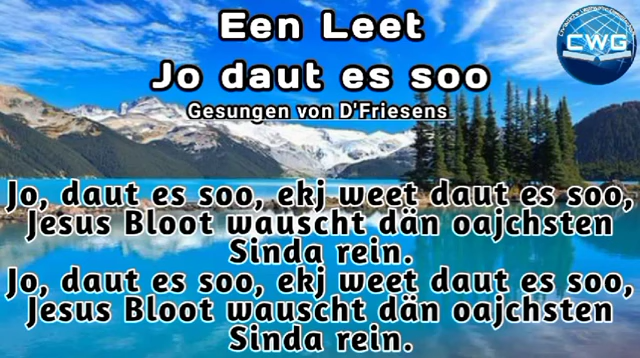 Een Leet
Jo daut es soo
Gesungen von D'Friesens
CWG
Jo, daut es soo, ekj weet daut es soo,
Jesus Bloot wauscht dän oajchsten
Sinda rein.
Jo, daut es soo, ekj weet daut es soo,
Jesus Bloot wauscht dän oajchsten
Sinda rein.